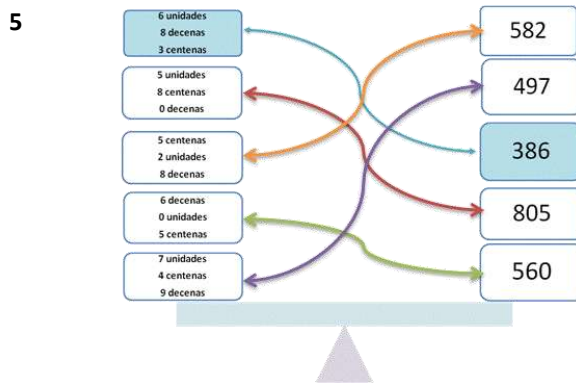 5
6 unidades
8 decenas
3 centenas
5 unidades
8 centenas
0 decenas
5 centenas
2 unidades
8 decenas
6 decenas
0 unidades
5 centenas
7 unidades
4 centenas
9 decenas
582
497
386
805
560